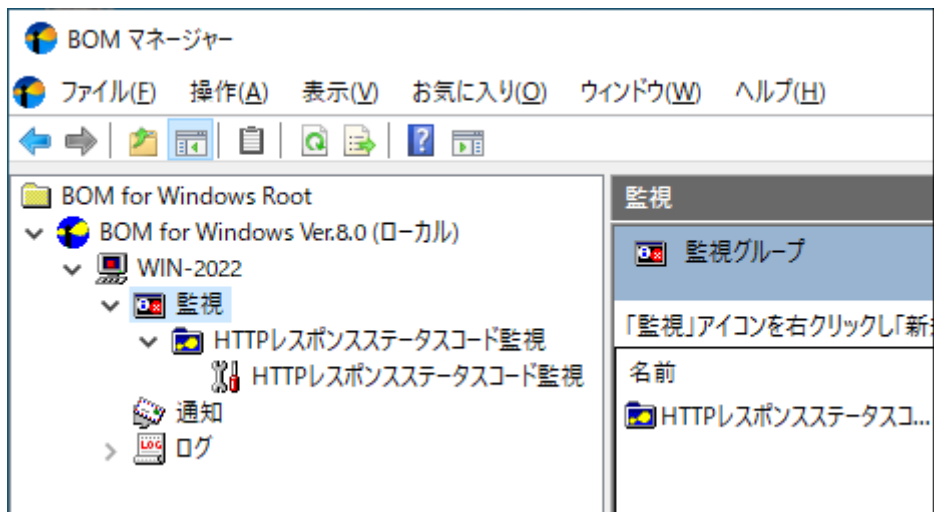 BOM マネージャー
ファイル(F) 操作(A) 表示(V) お気に入り(O) ウィンドウ(W) ヘルプ(H)
BOM for Windows Root
BOM for Windows Ver.8.0 (ローカル)
WIN-2022
監視
HTTPレスポンスステータスコード監視
HTTPレスポンスステータスコード監視
通知
LOG ログ
監視
監視グループ
「監視」アイコンを右クリックし「新
名前
HTTPレスポンスステータスコ...